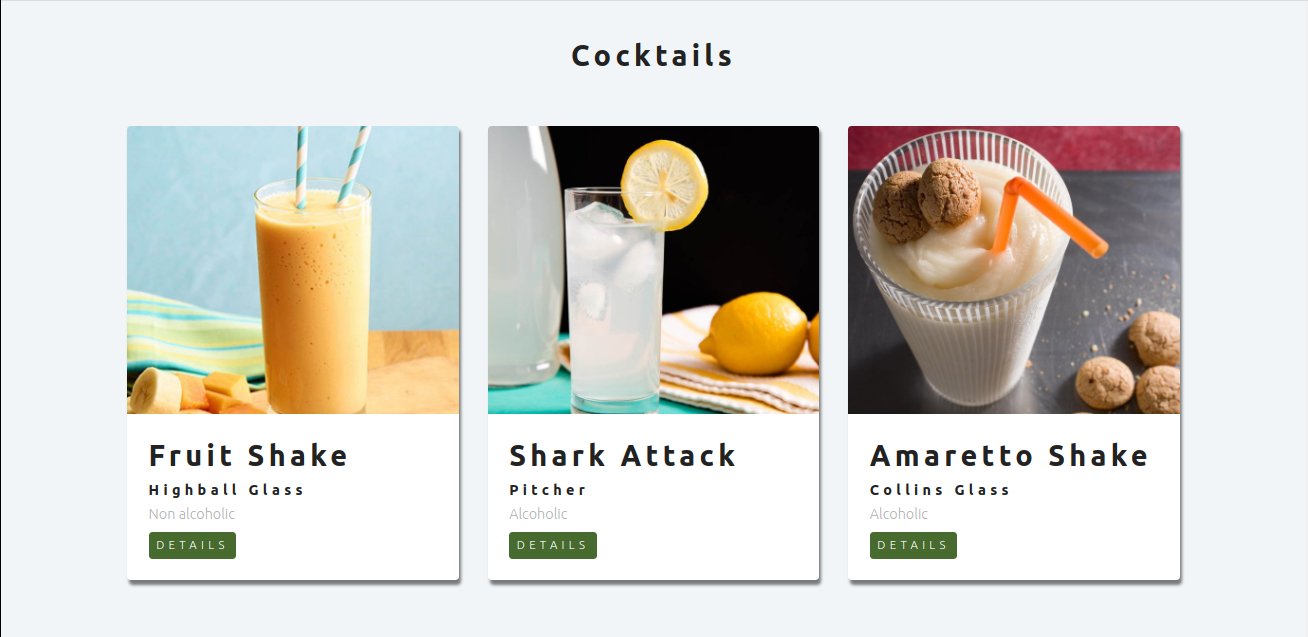 Cocktails
Fruit Shake
Highball Glass
Non alcoholic
DETAILS
Shark Attack
Pitcher
Alcoholic
DETAILS
Amaretto Shake
Collins Glass
Alcoholic
DETAILS